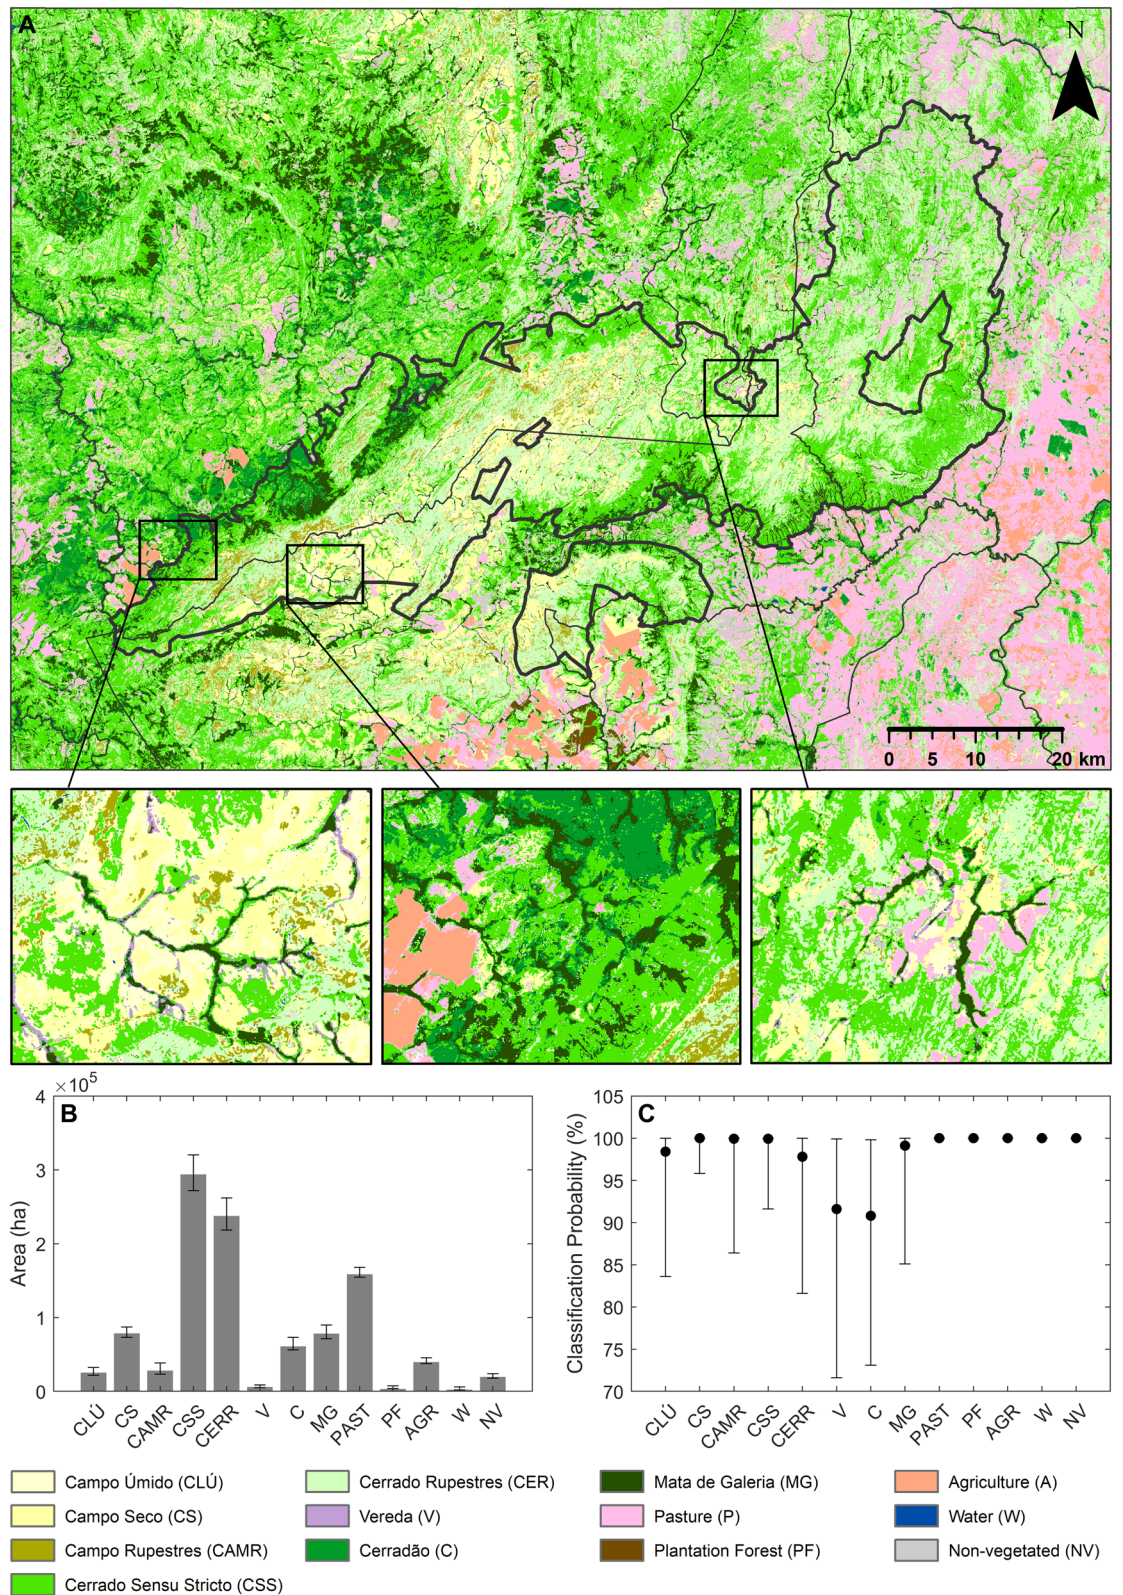 A
N
0 5 10 20 km
×10⁵
B
4
3
2
1
0
Area (ha)
CLÚ CS CAMR CSS CERR V C MG PAST PF AGR W NV
C
105
100
95
90
85
80
75
70
Classification Probability (%)
CLÚ CS CAMR CSS CERR V C MG PAST PF AGR W NV
Campo Úmido (CLÚ) Cerrado Rupestres (CER) Mata de Galeria (MG) Agriculture (A)
Campo Seco (CS) Vereda (V) Pasture (P) Water (W)
Campo Rupestres (CAMR) Cerradão (C) Plantation Forest (PF) Non-vegetated (NV)
Cerrado Sensu Stricto (CSS)